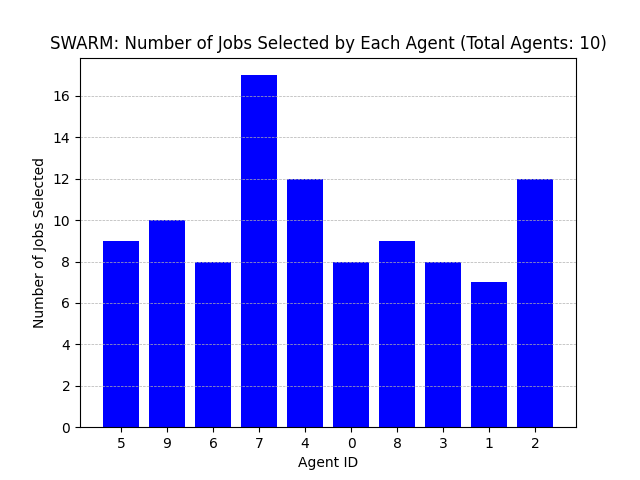 SWARM: Number of Jobs Selected by Each Agent (Total Agents: 10)
Number of Jobs Selected
16
14
12
10
8
6
4
2
0
5 9 6 7 4 0 8 3 1 2
Agent ID